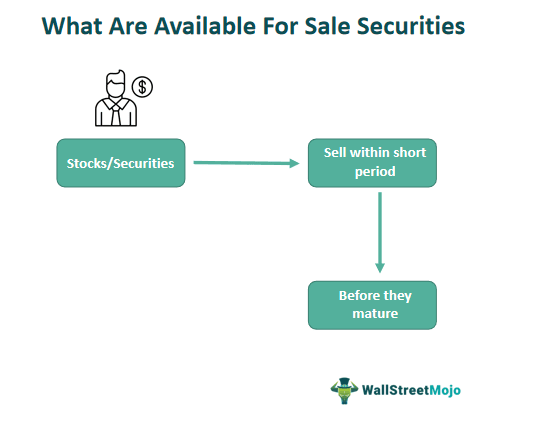 What Are Available For Sale Securities
$
Stocks/Securities
Sell within short
period
Before they
mature
WallStreetMojo